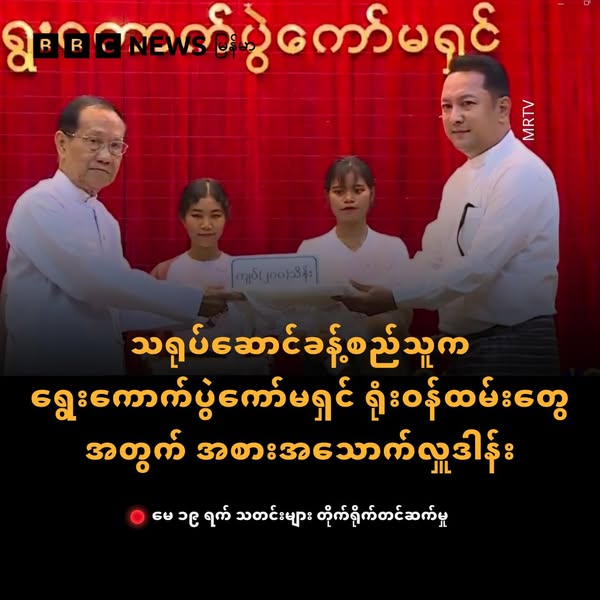 ရွေးကောက်ပွဲကော်မရှင်
BBC NEWS မြန်မာ
MRTV
ကျပ်(၂၀၀)သိန်း
သရုပ်ဆောင်ခန့်စည်သူက
ရွေးကောက်ပွဲကော်မရှင် ရုံးဝန်ထမ်းတွေ
အတွက် အစားအသောက်လှူဒါန်း
မေ ၁၉ ရက် သတင်းများ တိုက်ရိုက်တင်ဆက်မှု